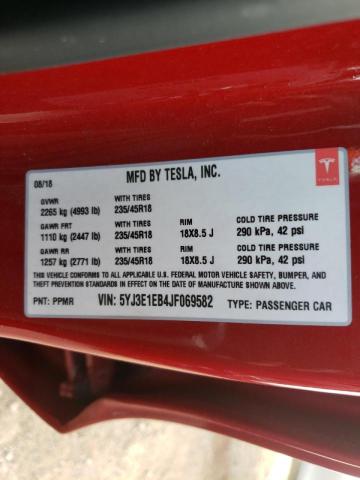 08/18
MFD BY TESLA, INC.
TESLA
GVWR WITH TIRES
2265 kg (4993 lb) 235/45R18
GAWR FRT WITH TIRES RIM COLD TIRE PRESSURE
1110 kg (2447 lb) 235/45R18 18X8.5 J 290 kPa, 42 psi
GAWR RR WITH TIRES RIM COLD TIRE PRESSURE
1257 kg (2771 lb) 235/45R18 18X8.5 J 290 kPa, 42 psi
THIS VEHICLE CONFORMS TO ALL APPLICABLE U.S. FEDERAL MOTOR VEHICLE SAFETY, BUMPER, AND
THEFT PREVENTION STANDARDS IN EFFECT ON THE DATE OF MANUFACTURE SHOWN ABOVE.
PNT: PPMR VIN: 5YJ3E1EB4JF069582 TYPE: PASSENGER CAR